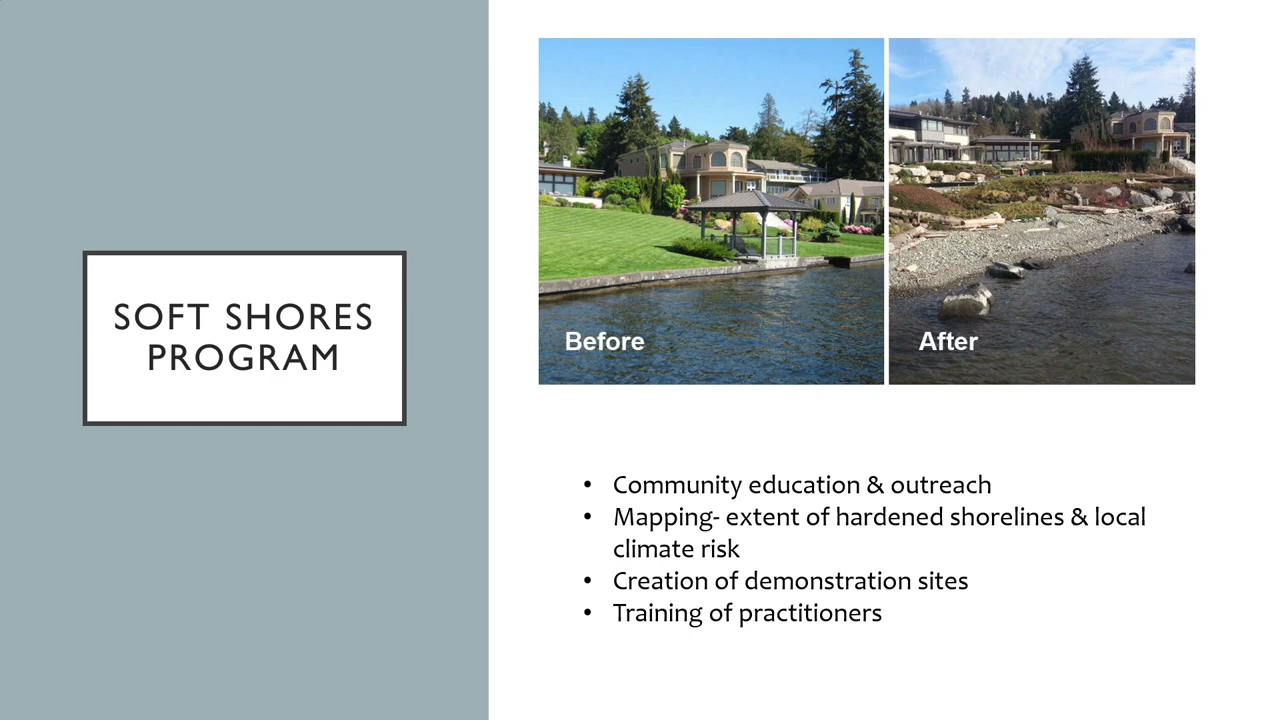 SOFT SHORES
PROGRAM
Before
After
• Community education & outreach
• Mapping- extent of hardened shorelines & local
climate risk
• Creation of demonstration sites
• Training of practitioners